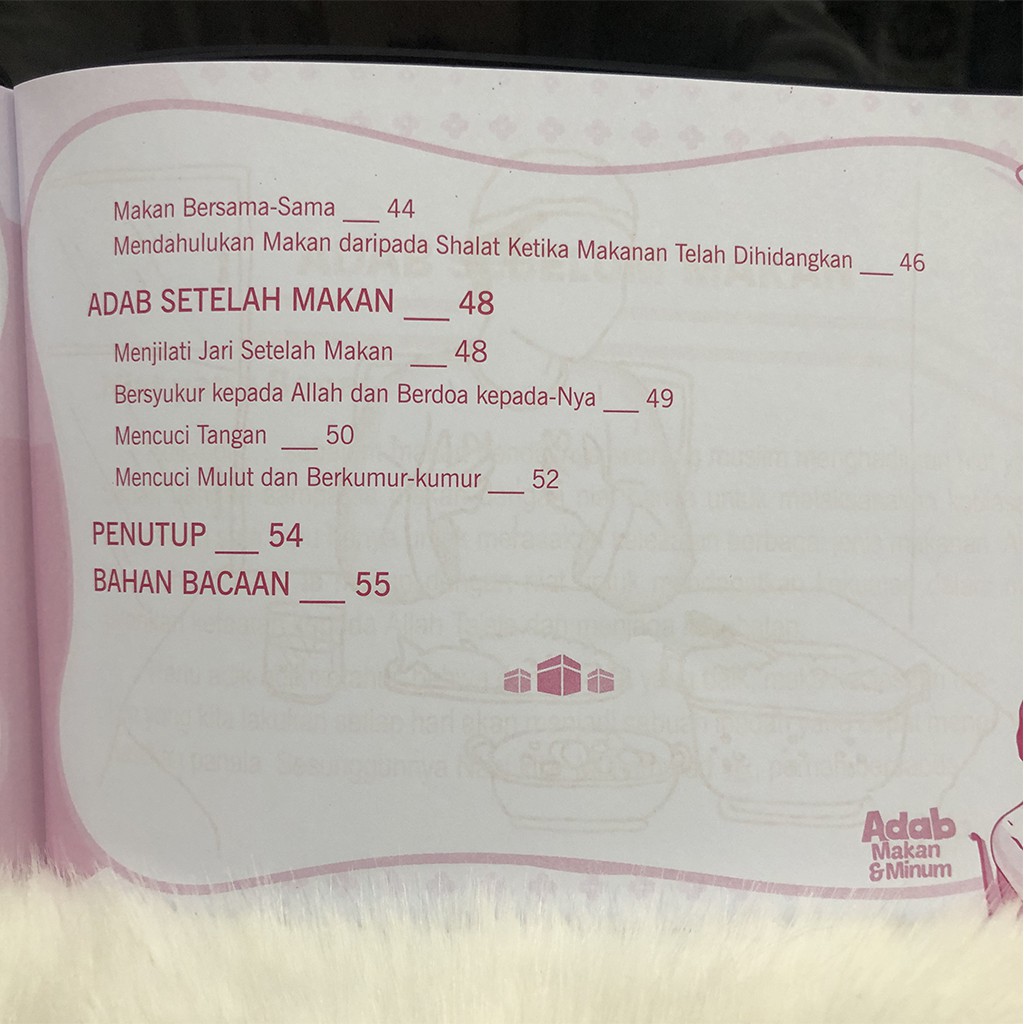 Makan Bersama-Sama ___ 44
Mendahulukan Makan daripada Shalat Ketika Makanan Telah Dihidangkan ___ 46
ADAB SETELAH MAKAN ___ 48
Menjilati Jari Setelah Makan ___ 48
Bersyukur kepada Allah dan Berdoa kepada-Nya ___ 49
Mencuci Tangan ___ 50
Mencuci Mulut dan Berkumur-kumur ___ 52
PENUTUP ___ 54
BAHAN BACAAN ___ 55
Adab
Makan
&Minum